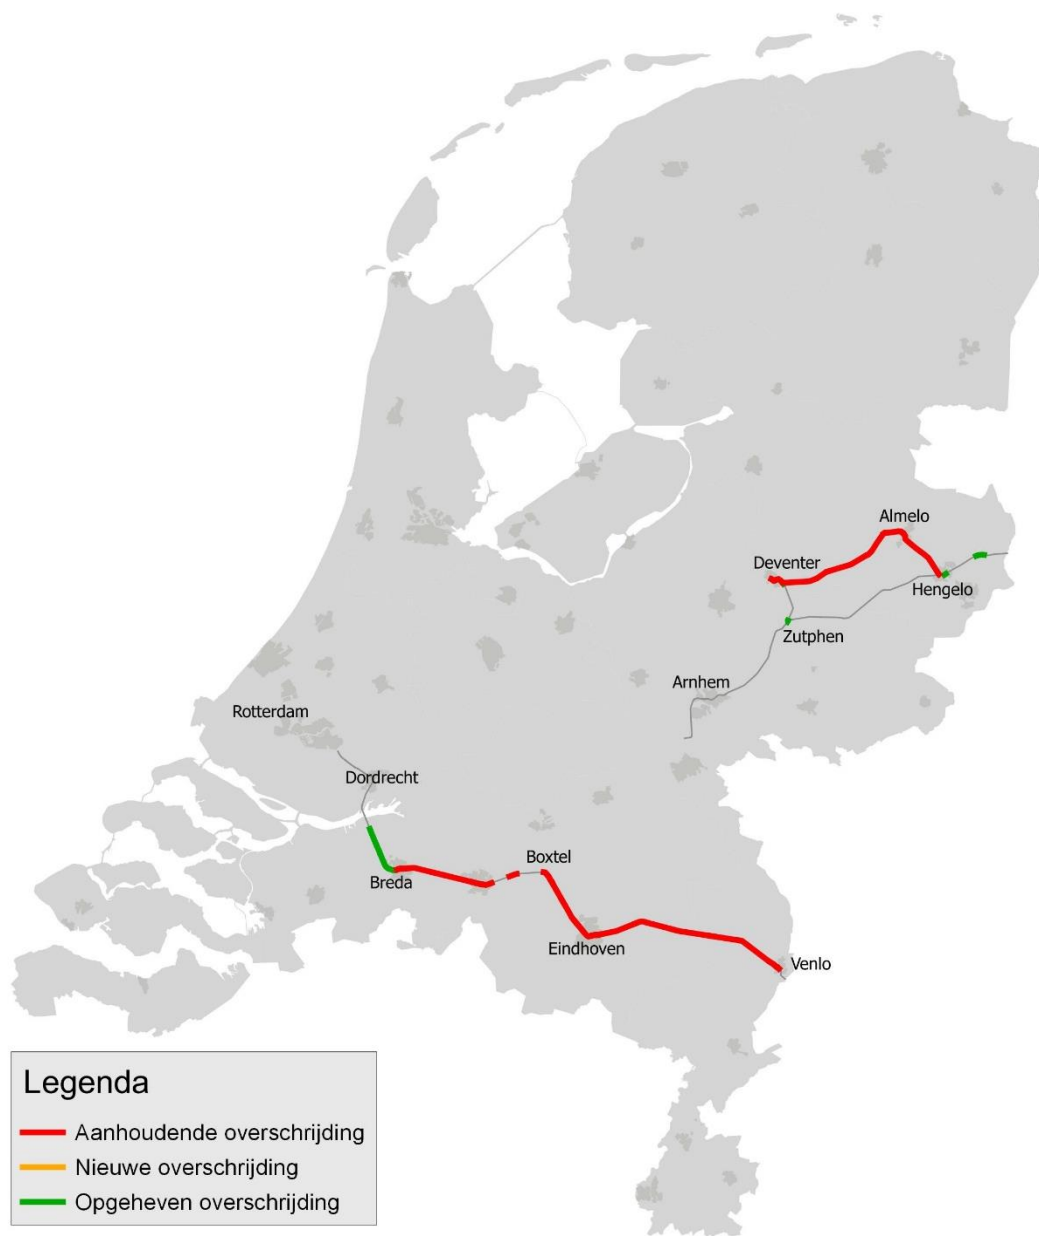 Almelo
Deventer
Hengelo
Zutphen
Arnhem
Rotterdam
Dordrecht
Boxtel
Breda
Eindhoven
Venlo
Legenda
Aanhoudende overschrijding
Nieuwe overschrijding
Opgeheven overschrijding